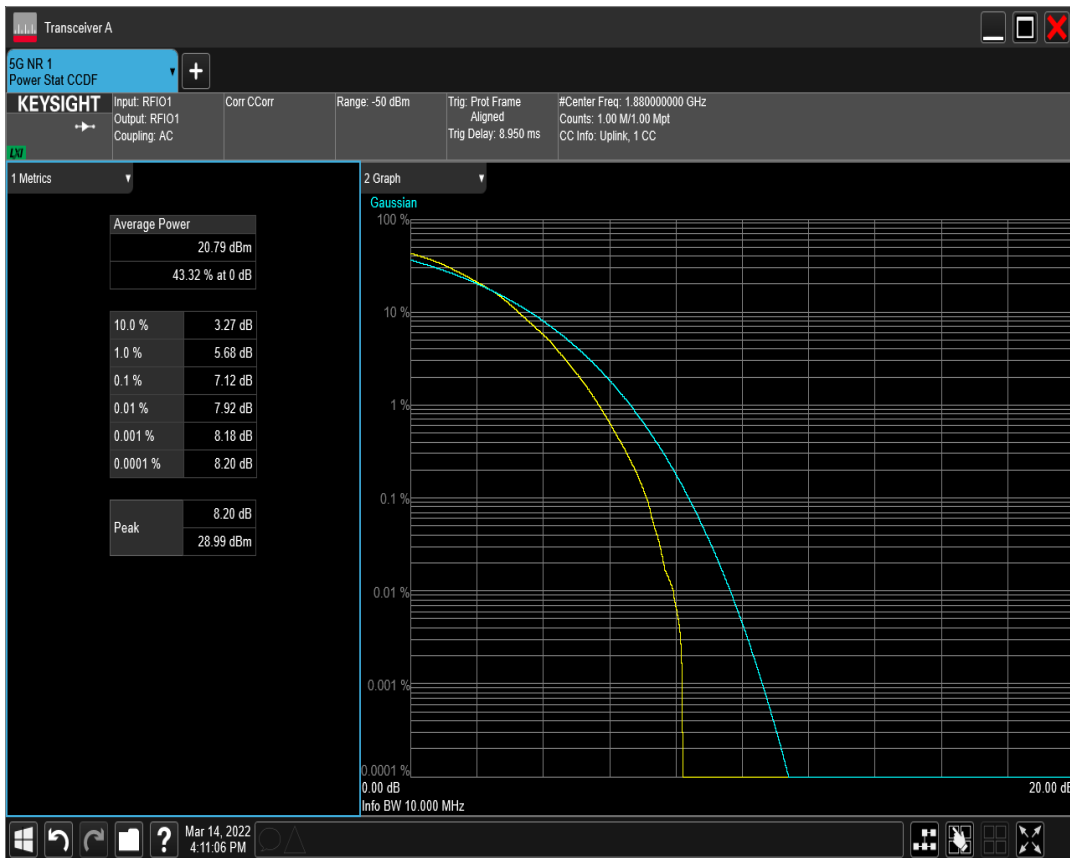 Transceiver A
5G NR 1
Power Stat CCDF
+
KEYSIGHT
LXI
Input: RFIO1
Output: RFIO1
Coupling: AC
Corr CCorr
Range: -50 dBm
Trig: Prot Frame
Aligned
Trig Delay: 8.950 ms
#Center Freq: 1.880000000 GHz
Counts: 1.00 M/1.00 Mpt
CC Info: Uplink, 1 CC
1 Metrics
Average Power
20.79 dBm
43.32 % at 0 dB
10.0 % 3.27 dB
1.0 % 5.68 dB
0.1 % 7.12 dB
0.01 % 7.92 dB
0.001 % 8.18 dB
0.0001 % 8.20 dB
Peak
8.20 dB
28.99 dBm
2 Graph
Gaussian
100 %
10 %
1 %
0.1 %
0.01 %
0.001 %
0.0001 %
0.00 dB
20.00 dB
Info BW 10.000 MHz
?
Mar 14, 2022
4:11:06 PM